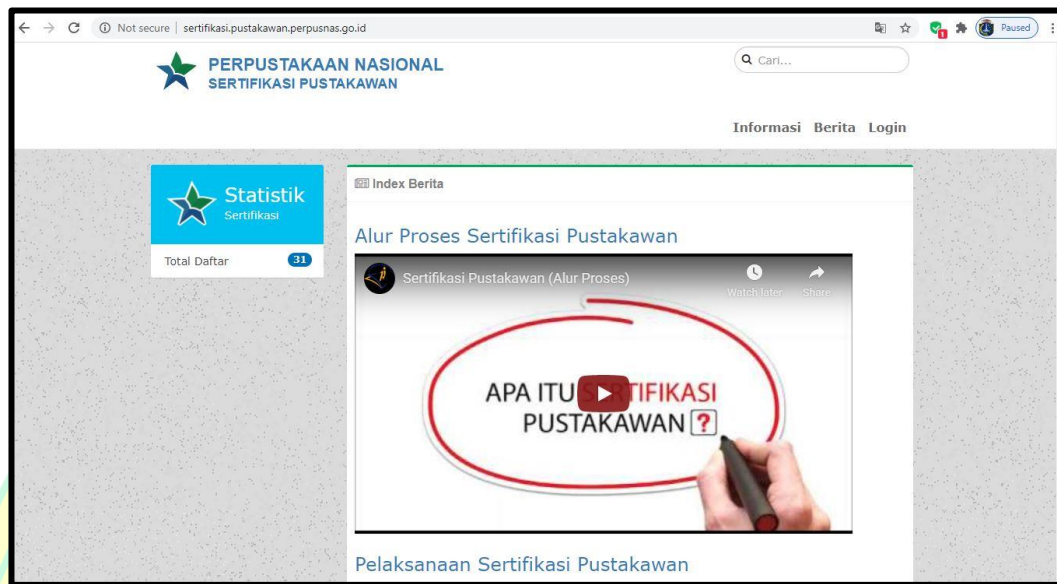 Not secure | sertifikasi.pustakawan.perpusnas.go.id
1
Paused
PERPUSTAKAAN NASIONAL
SERTIFIKASI PUSTAKAWAN
Cari...
Informasi Berita Login
Statistik
Sertifikasi
Total Daftar 31
Index Berita
Alur Proses Sertifikasi Pustakawan
Sertifikasi Pustakawan (Alur Proses)
Watch later Share
APA ITU SERTIFIKASI
PUSTAKAWAN ?
Pelaksanaan Sertifikasi Pustakawan